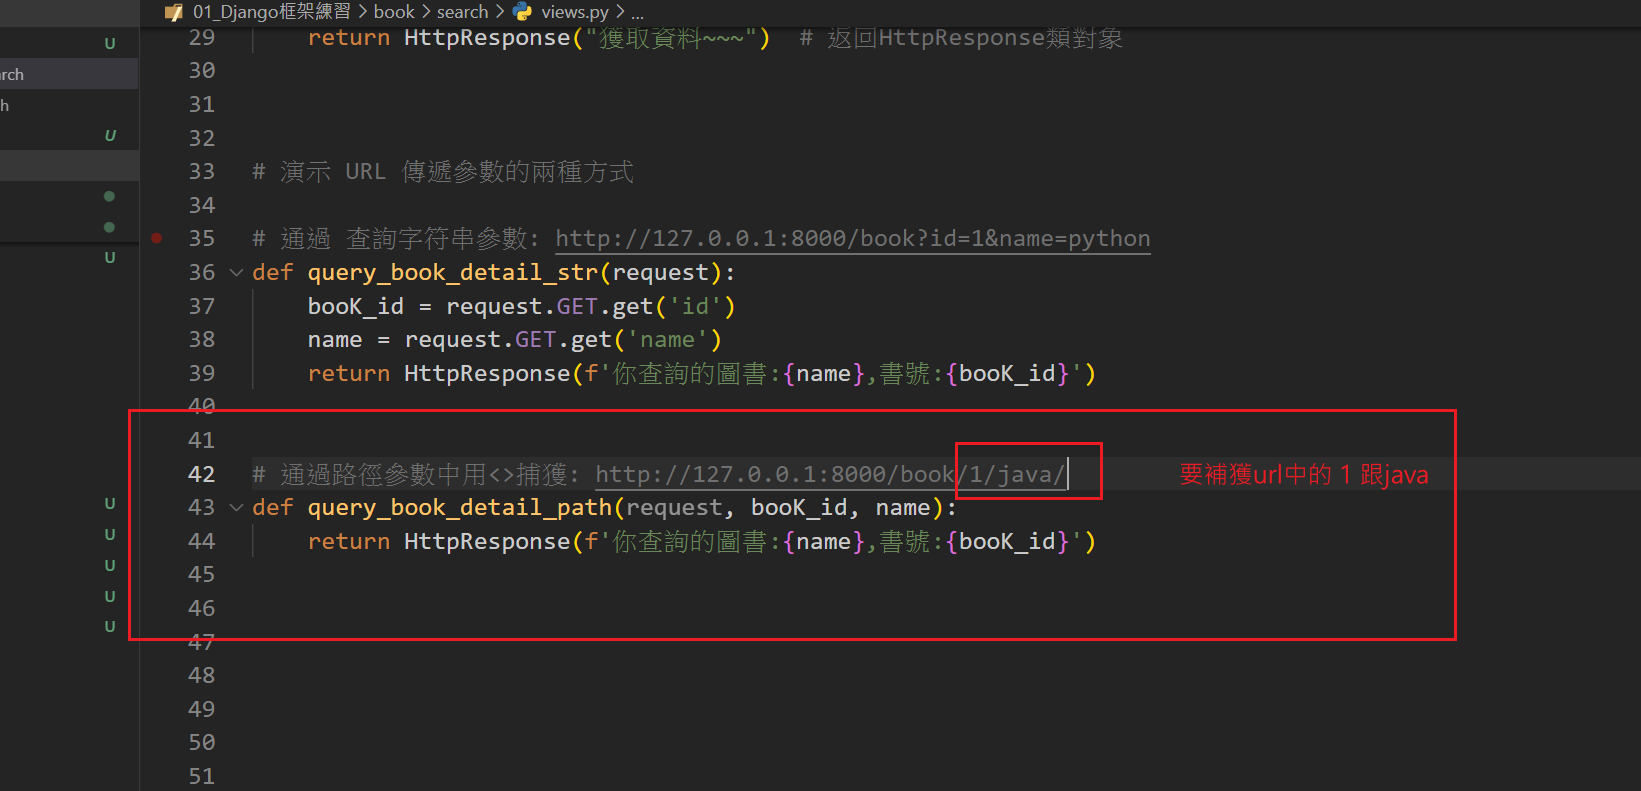 01_Django框架練習 > book > search > views.py > ...
U
29 return HttpResponse("獲取資料~~~") # 返回HttpResponse類對象
30
rch
31
h
32
U
33 # 演示 URL 傳遞參數的兩種方式
34
35 # 通過 查詢字符串參數: http://127.0.0.1:8000/book?id=1&name=python
U
36 def query_book_detail_str(request):
37 booK_id = request.GET.get('id')
38 name = request.GET.get('name')
39 return HttpResponse(f'你查詢的圖書:{name},書號:{booK_id}')
40
41
42 # 通過路徑參數中用<>捕獲: http://127.0.0.1:8000/book/1/java/ 要補獲url中的 1 跟java
U
43 def query_book_detail_path(request, booK_id, name):
U
44 return HttpResponse(f'你查詢的圖書:{name},書號:{booK_id}')
U
45
U
46
U
47
48
49
50
51